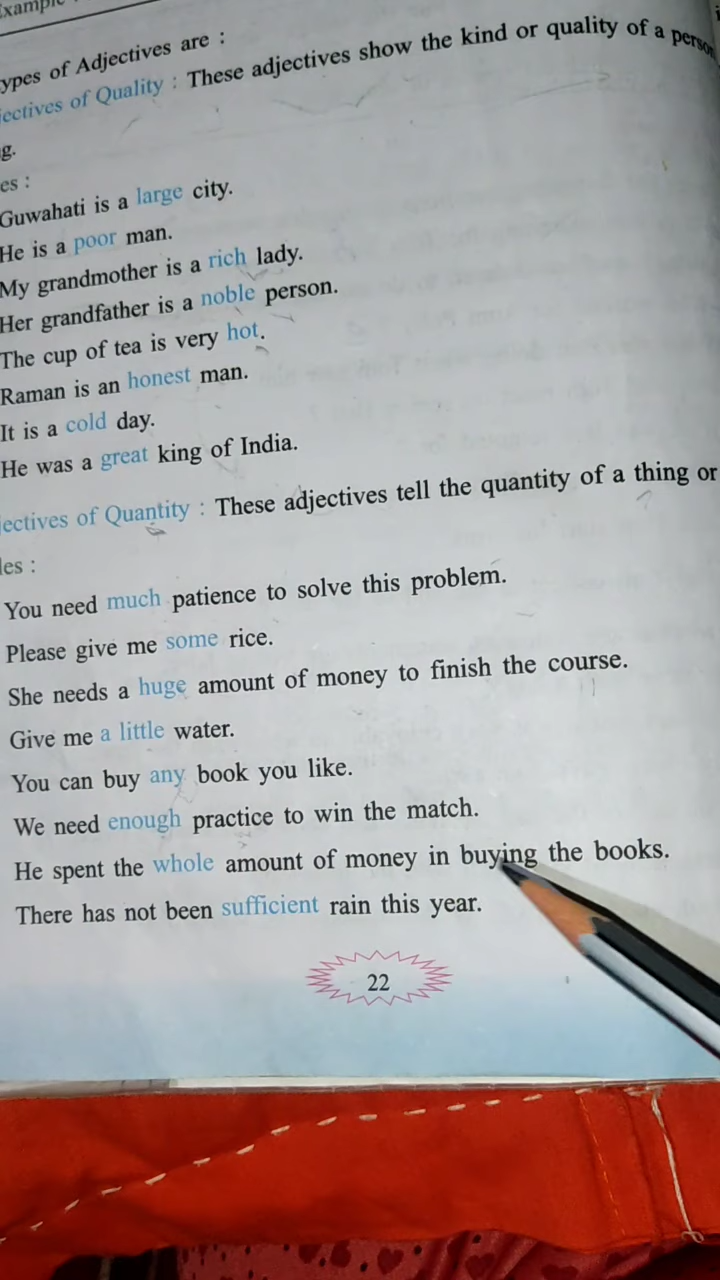 Example
ypes of Adjectives are :
jectives of Quality : These adjectives show the kind or quality of a person
g.
es :
Guwahati is a large city.
He is a poor man.
My grandmother is a rich lady.
Her grandfather is a noble person.
The cup of tea is very hot.
Raman is an honest man.
It is a cold day.
He was a great king of India.
jectives of Quantity : These adjectives tell the quantity of a thing or
les :
You need much patience to solve this problem.
Please give me some rice.
She needs a huge amount of money to finish the course.
Give me a little water.
You can buy any book you like.
We need enough practice to win the match.
He spent the whole amount of money in buying the books.
There has not been sufficient rain this year.
22